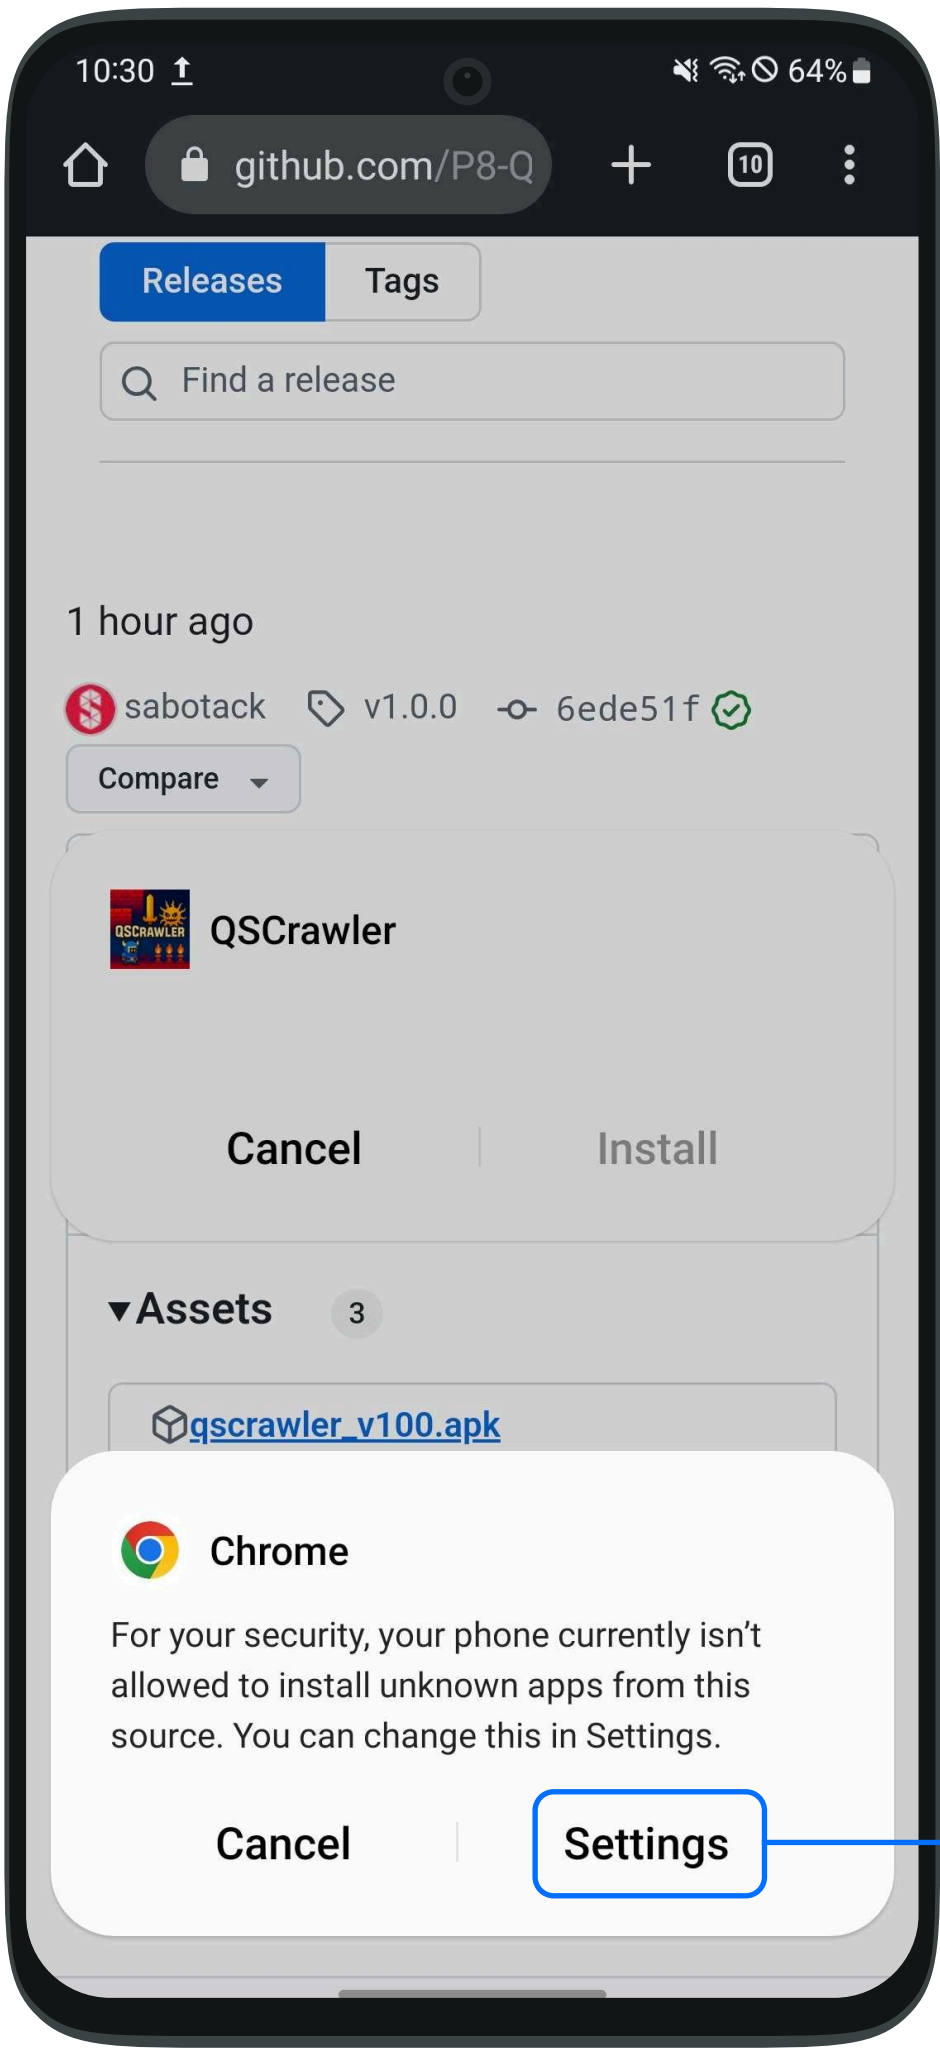 10:30
64%
github.com/P8-Q
10
Releases
Tags
Find a release
1 hour ago
sabotack
v1.0.0
6ede51f
Compare
QSCRAWLER
QSCrawler
Cancel
Install
Assets
3
qscrawler_v100.apk
Chrome
For your security, your phone currently isn’t
allowed to install unknown apps from this
source. You can change this in Settings.
Cancel
Settings